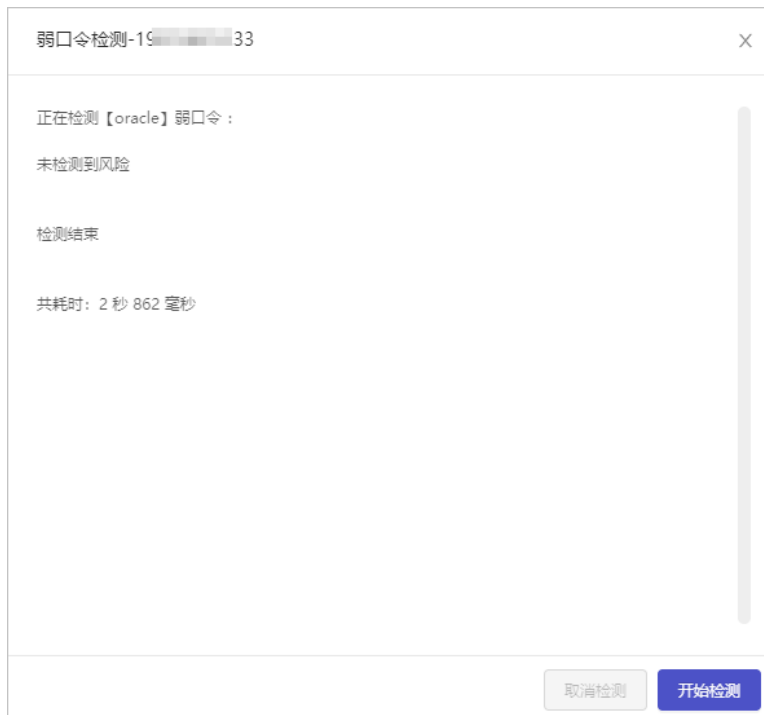 弱口令检测-19 33
正在检测【oracle】弱口令：
未检测到风险
检测结束
共耗时：2 秒 862 毫秒
取消检测
开始检测